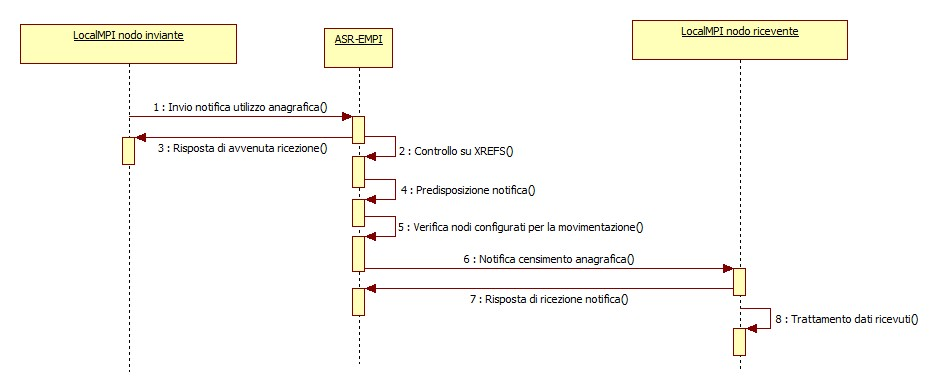 LocalMPI nodo inviante
ASR-EMPI
LocalMPI nodo ricevente
1 : Invio notifica utilizzo anagrafica()
3 : Risposta di avvenuta ricezione()
2 : Controllo su XREFS()
4 : Predisposizione notifica()
5 : Verifica nodi configurati per la movimentazione()
6 : Notifica censimento anagrafica()
7 : Risposta di ricezione notifica()
8 : Trattamento dati ricevuti()